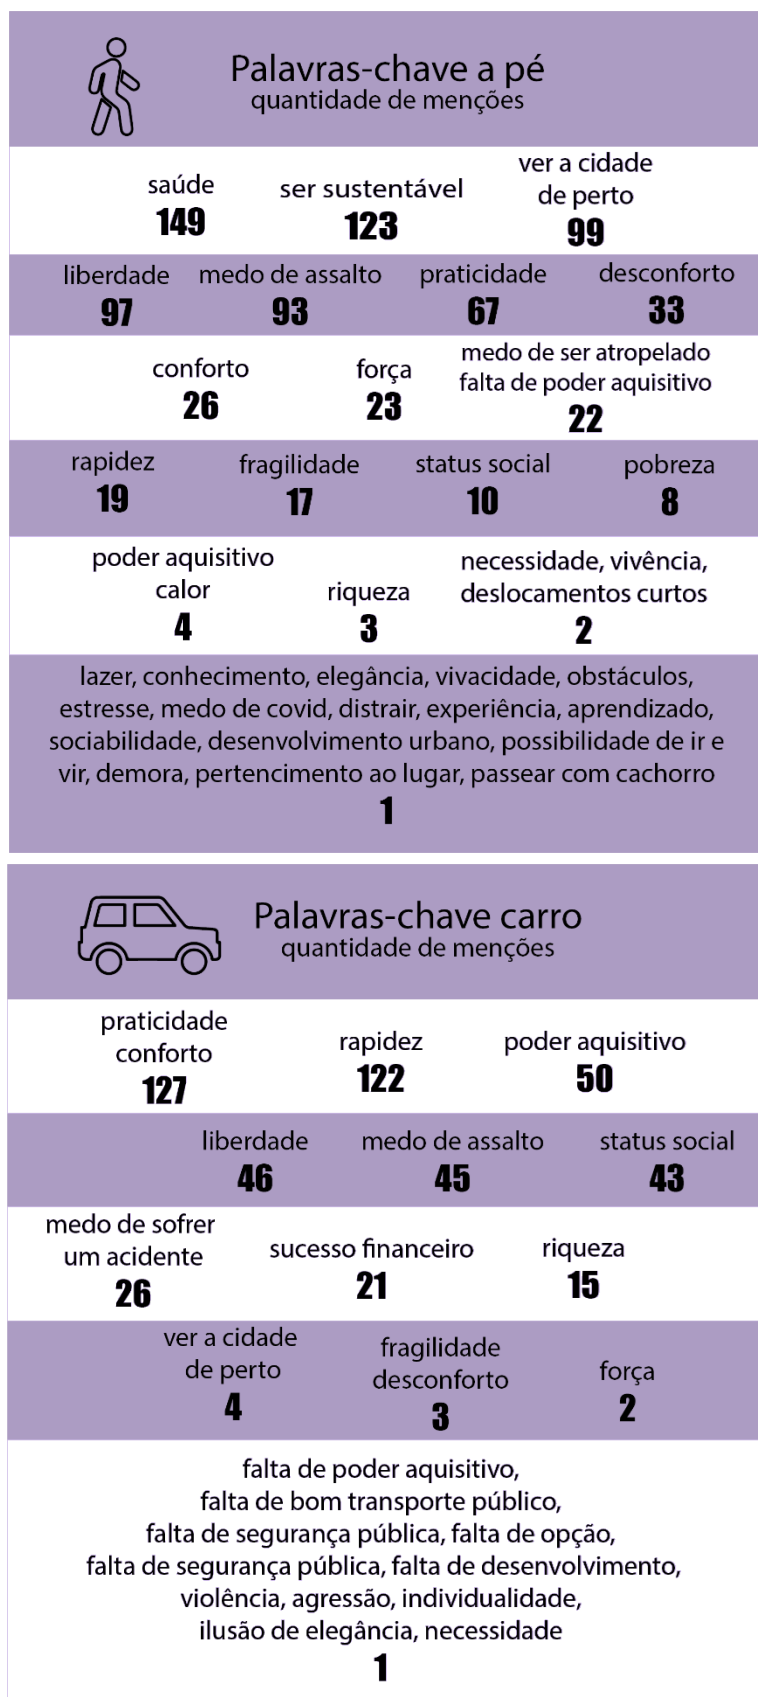 Palavras-chave a pé
quantidade de menções
saúde
149
ser sustentável
123
ver a cidade
de perto
99
liberdade
97
medo de assalto
93
praticidade
67
desconforto
33
conforto
26
força
23
medo de ser atropelado
falta de poder aquisitivo
22
rapidez
19
fragilidade
17
status social
10
pobreza
8
poder aquisitivo
calor
4
riqueza
3
necessidade, vivência,
deslocamentos curtos
2
lazer, conhecimento, elegância, vivacidade, obstáculos,
estresse, medo de covid, distrair, experiência, aprendizado,
sociabilidade, desenvolvimento urbano, possibilidade de ir e
vir, demora, pertencimento ao lugar, passear com cachorro
1
Palavras-chave carro
quantidade de menções
praticidade
conforto
127
rapidez
122
poder aquisitivo
50
liberdade
46
medo de assalto
45
status social
43
medo de sofrer
um acidente
26
sucesso financeiro
21
riqueza
15
ver a cidade
de perto
4
fragilidade
desconforto
3
força
2
falta de poder aquisitivo,
falta de bom transporte público,
falta de segurança pública, falta de opção,
falta de segurança pública, falta de desenvolvimento,
violência, agressão, individualidade,
ilusão de elegância, necessidade
1